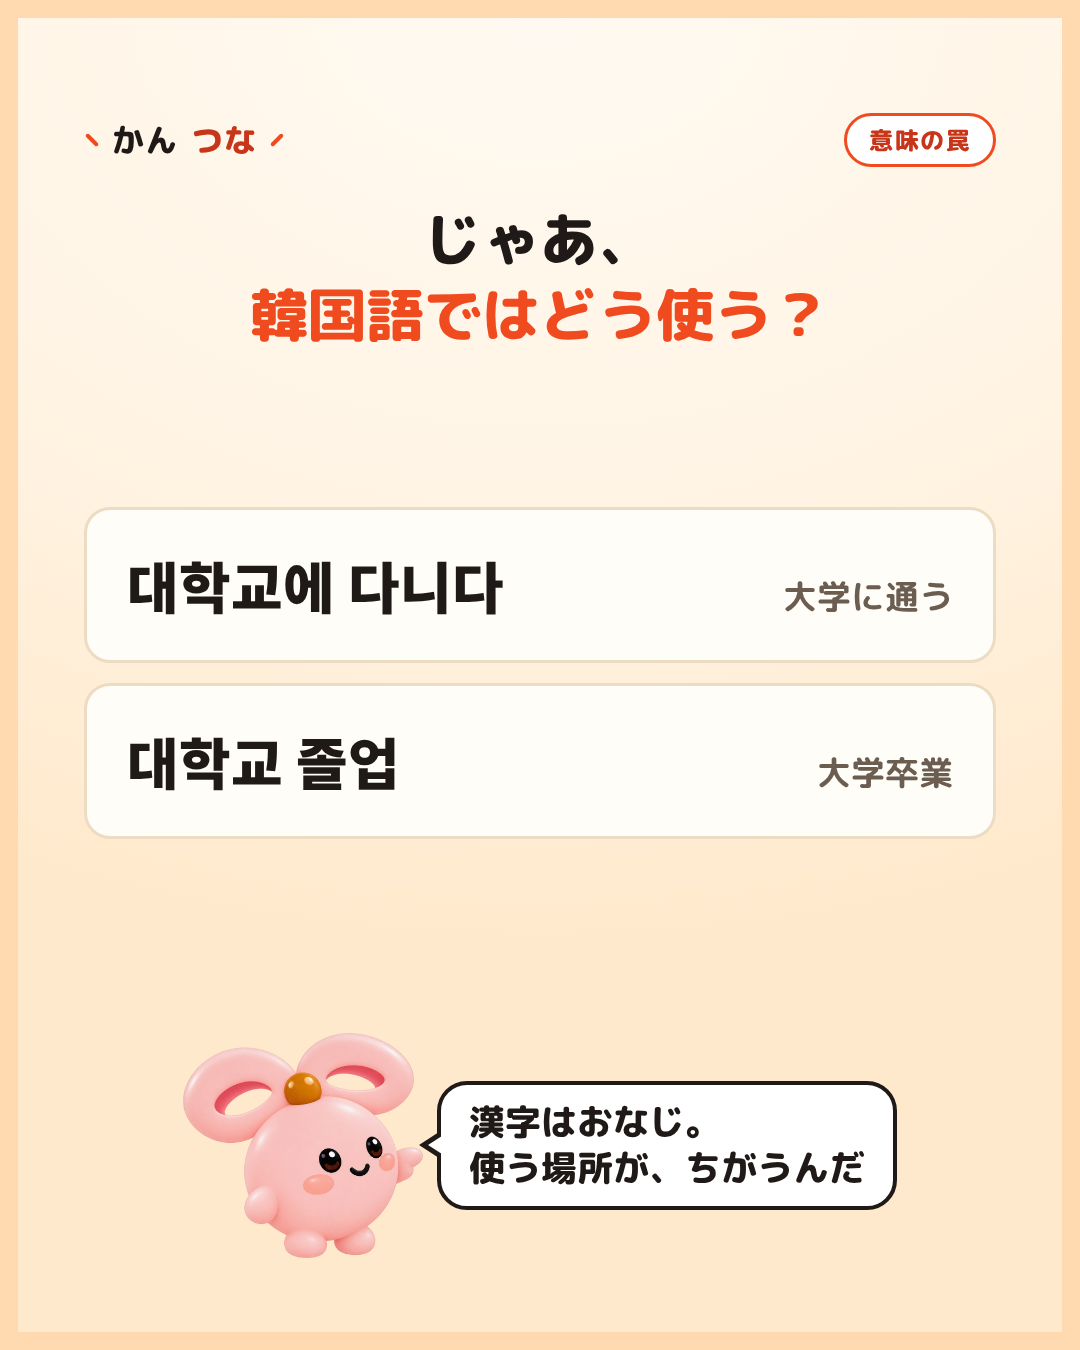 かん つな
意味の罠
じゃあ、
韓国語ではどう使う？
대학교에 다니다
大学に通う
대학교 졸업
大学卒業
漢字はおなじ。
使う場所が、ちがうんだ